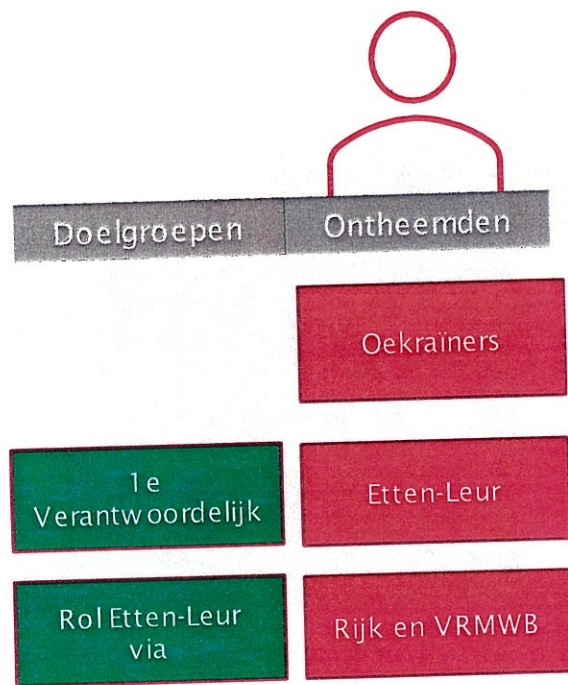 Doelgroepen Ontheemden
Oekraïners
1e
Verantwoordelijk
Etten-Leur
Rol Etten-Leur
via
Rijk en VRMWB